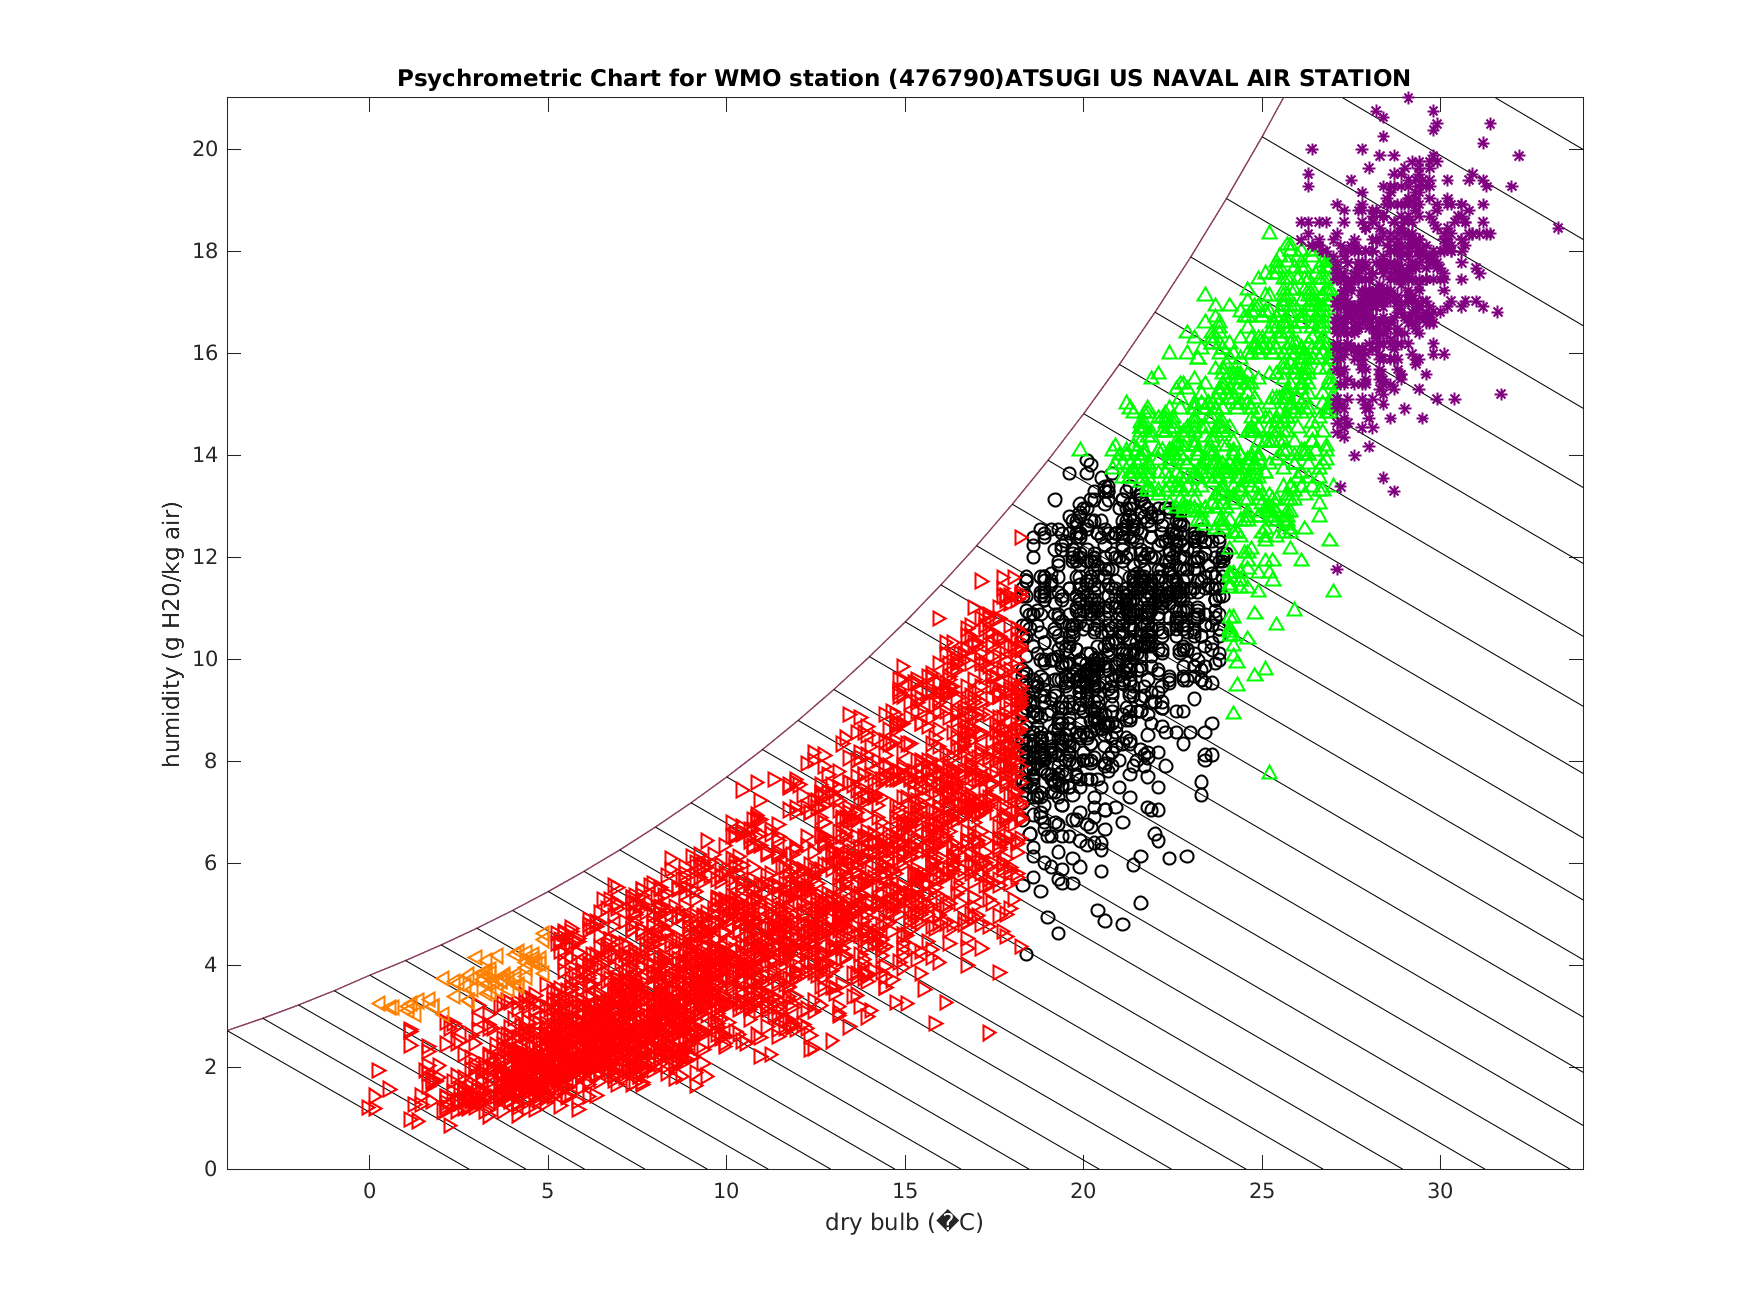 Psychrometric Chart for WMO station (476790)ATSUGI US NAVAL AIR STATION
20
18
16
14
12
10
8
6
4
2
0
humidity (g H20/kg air)
0 5 10 15 20 25 30
dry bulb (�C)